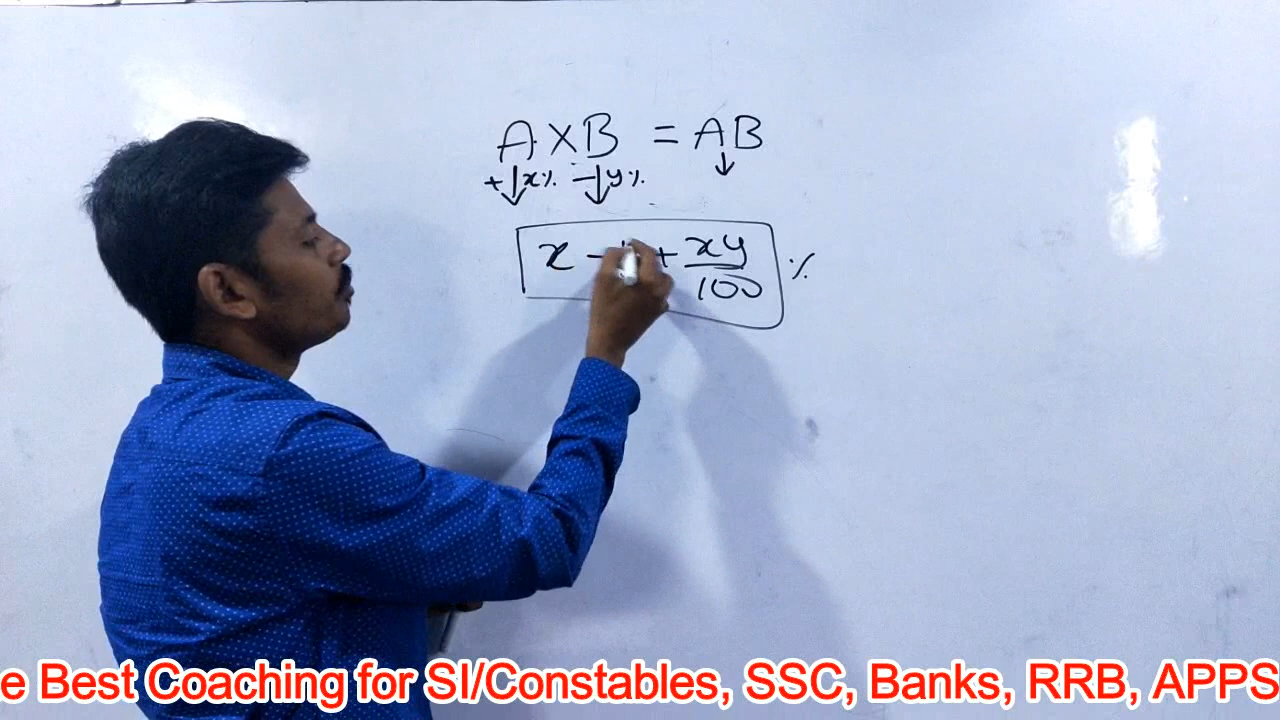 A×B = AB
+↓x% −↓y% ↓
x − + xy/100 %
e Best Coaching for SI/Constables, SSC, Banks, RRB, APPS